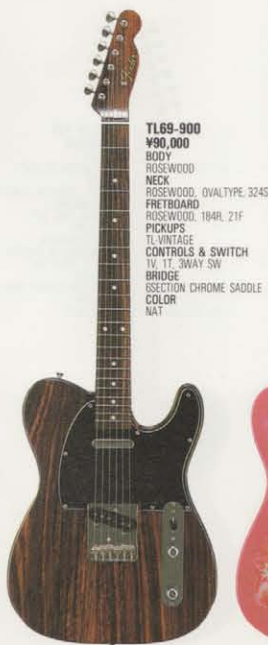 Fender
TL69-900
¥90,000
BODY
ROSEWOOD
NECK
ROSEWOOD, OVALTYPE, 324S
FRETBOARD
ROSEWOOD, 184R, 21F
PICKUPS
TL-VINTAGE
CONTROLS & SWITCH
1V, 1T, 3WAY SW
BRIDGE
6SECTION CHROME SADDLE
COLOR
NAT